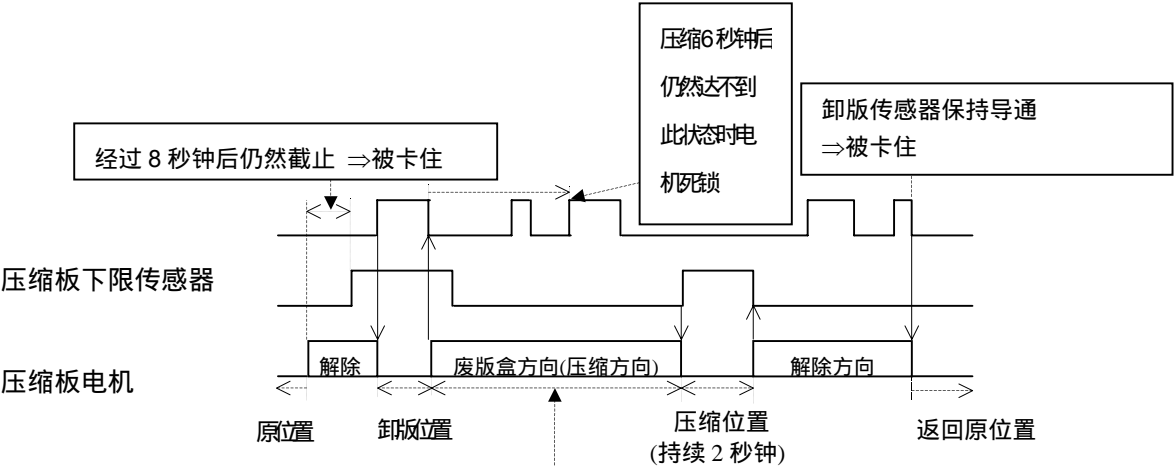 压缩6秒钟后
仍然达不到
此状态时电
机死锁
卸版传感器保持导通
⇒被卡住
经过 8 秒钟后仍然截止 ⇒被卡住
压缩板下限传感器
压缩板电机
解除
废版盒方向(压缩方向)
解除方向
原位置
卸版位置
压缩位置
(持续 2 秒钟)
返回原位置